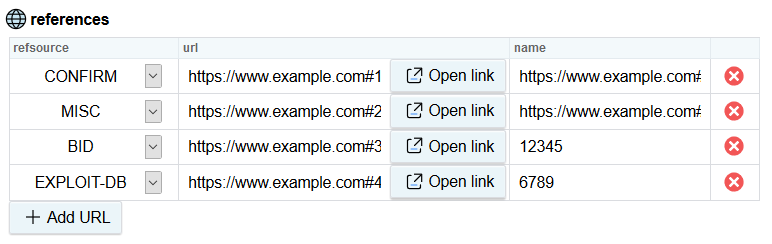 references
refsource url name
CONFIRM https://www.example.com#1 Open link https://www.example.com#
MISC https://www.example.com#2 Open link https://www.example.com#
BID https://www.example.com#3 Open link 12345
EXPLOIT-DB https://www.example.com#4 Open link 6789
+ Add URL